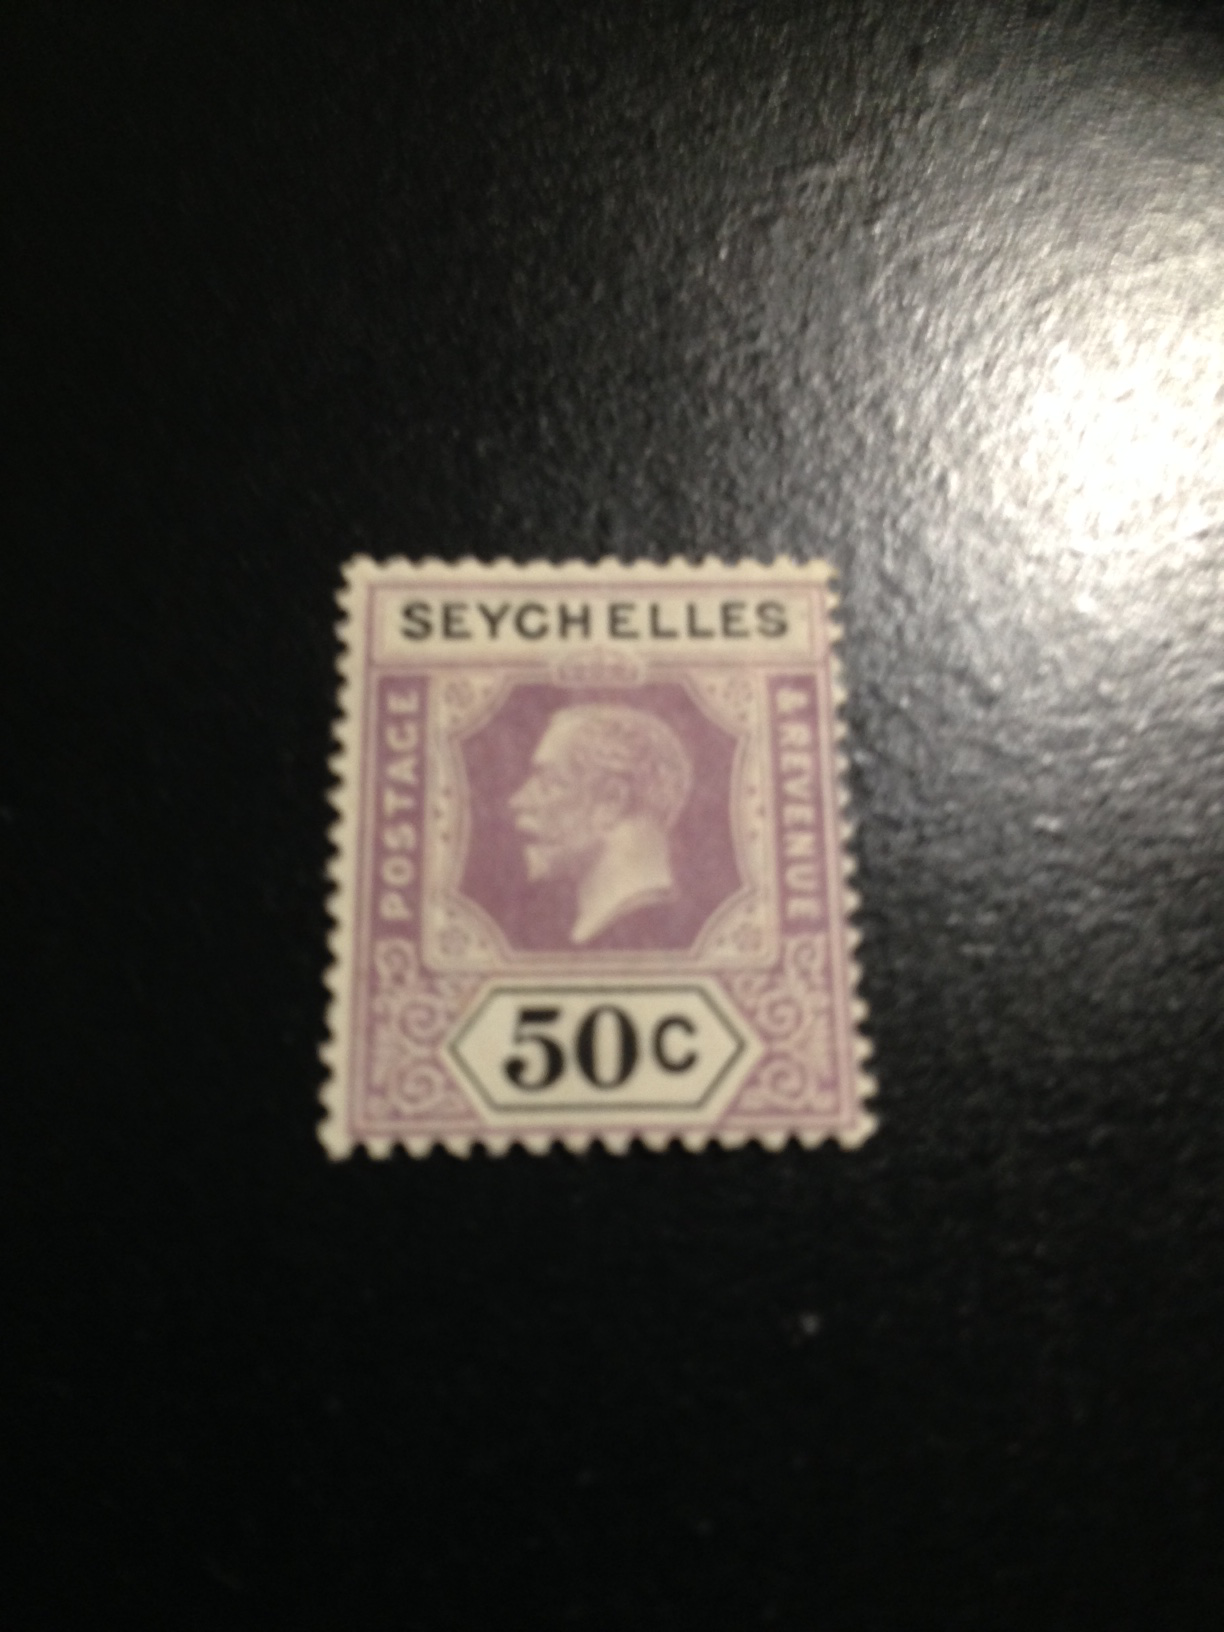 SEYCHELLES
POSTAGE
& REVENUE
50C